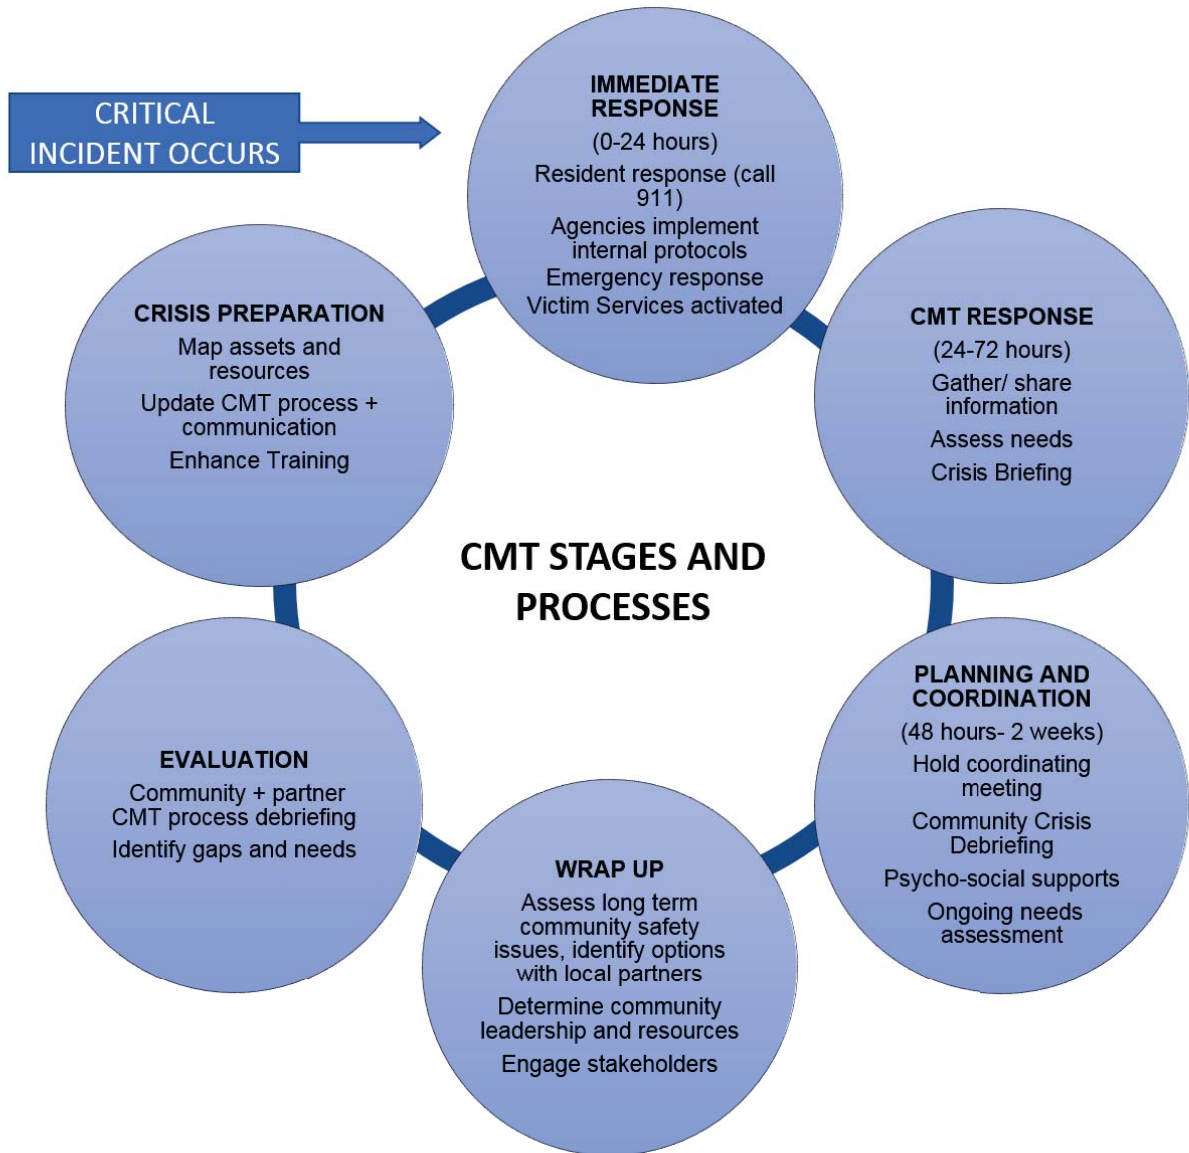 CRITICAL
INCIDENT OCCURS
IMMEDIATE
RESPONSE
(0-24 hours)
Resident response (call
911)
Agencies implement
internal protocols
Emergency response
Victim Services activated
CMT RESPONSE
(24-72 hours)
Gather/ share
information
Assess needs
Crisis Briefing
PLANNING AND
COORDINATION
(48 hours- 2 weeks)
Hold coordinating
meeting
Community Crisis
Debriefing
Psycho-social supports
Ongoing needs
assessment
WRAP UP
Assess long term
community safety
issues, identify options
with local partners
Determine community
leadership and resources
Engage stakeholders
EVALUATION
Community + partner
CMT process debriefing
Identify gaps and needs
CRISIS PREPARATION
Map assets and
resources
Update CMT process +
communication
Enhance Training
CMT STAGES AND
PROCESSES